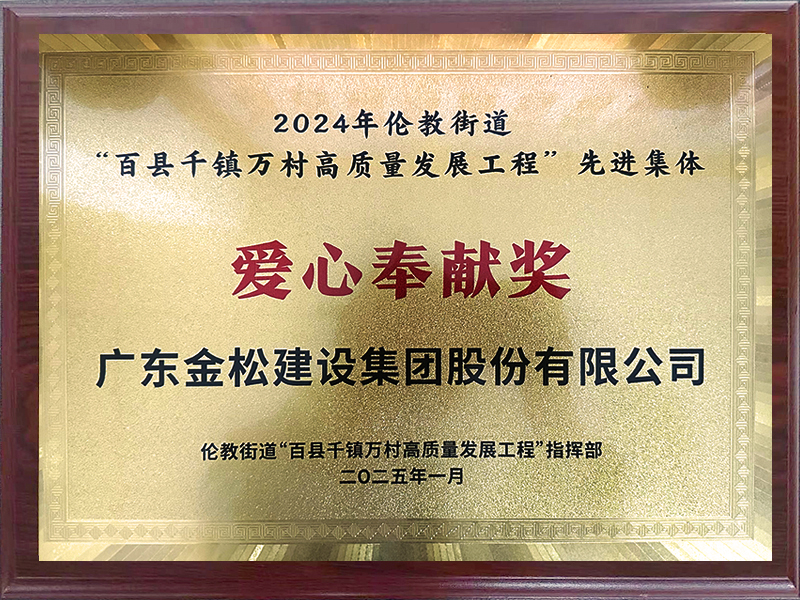 2024年伦教街道
“百县千镇万村高质量发展工程”先进集体
爱心奉献奖
广东金松建设集团股份有限公司
伦教街道“百县千镇万村高质量发展工程”指挥部
二〇二五年一月